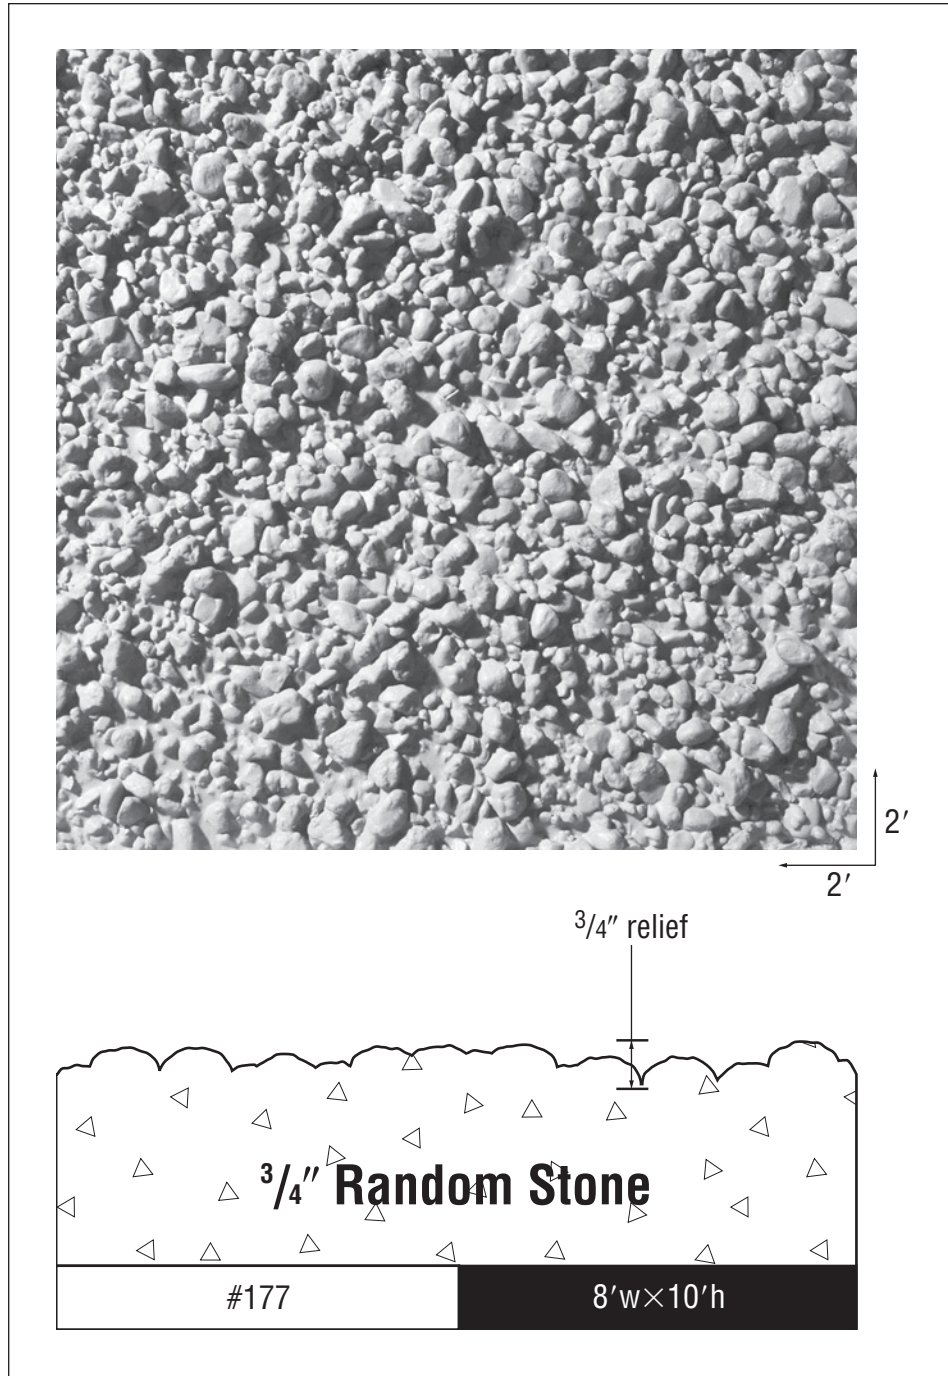 2′
2′
3/4″ relief
3/4″ Random Stone
#177
8′w×10′h